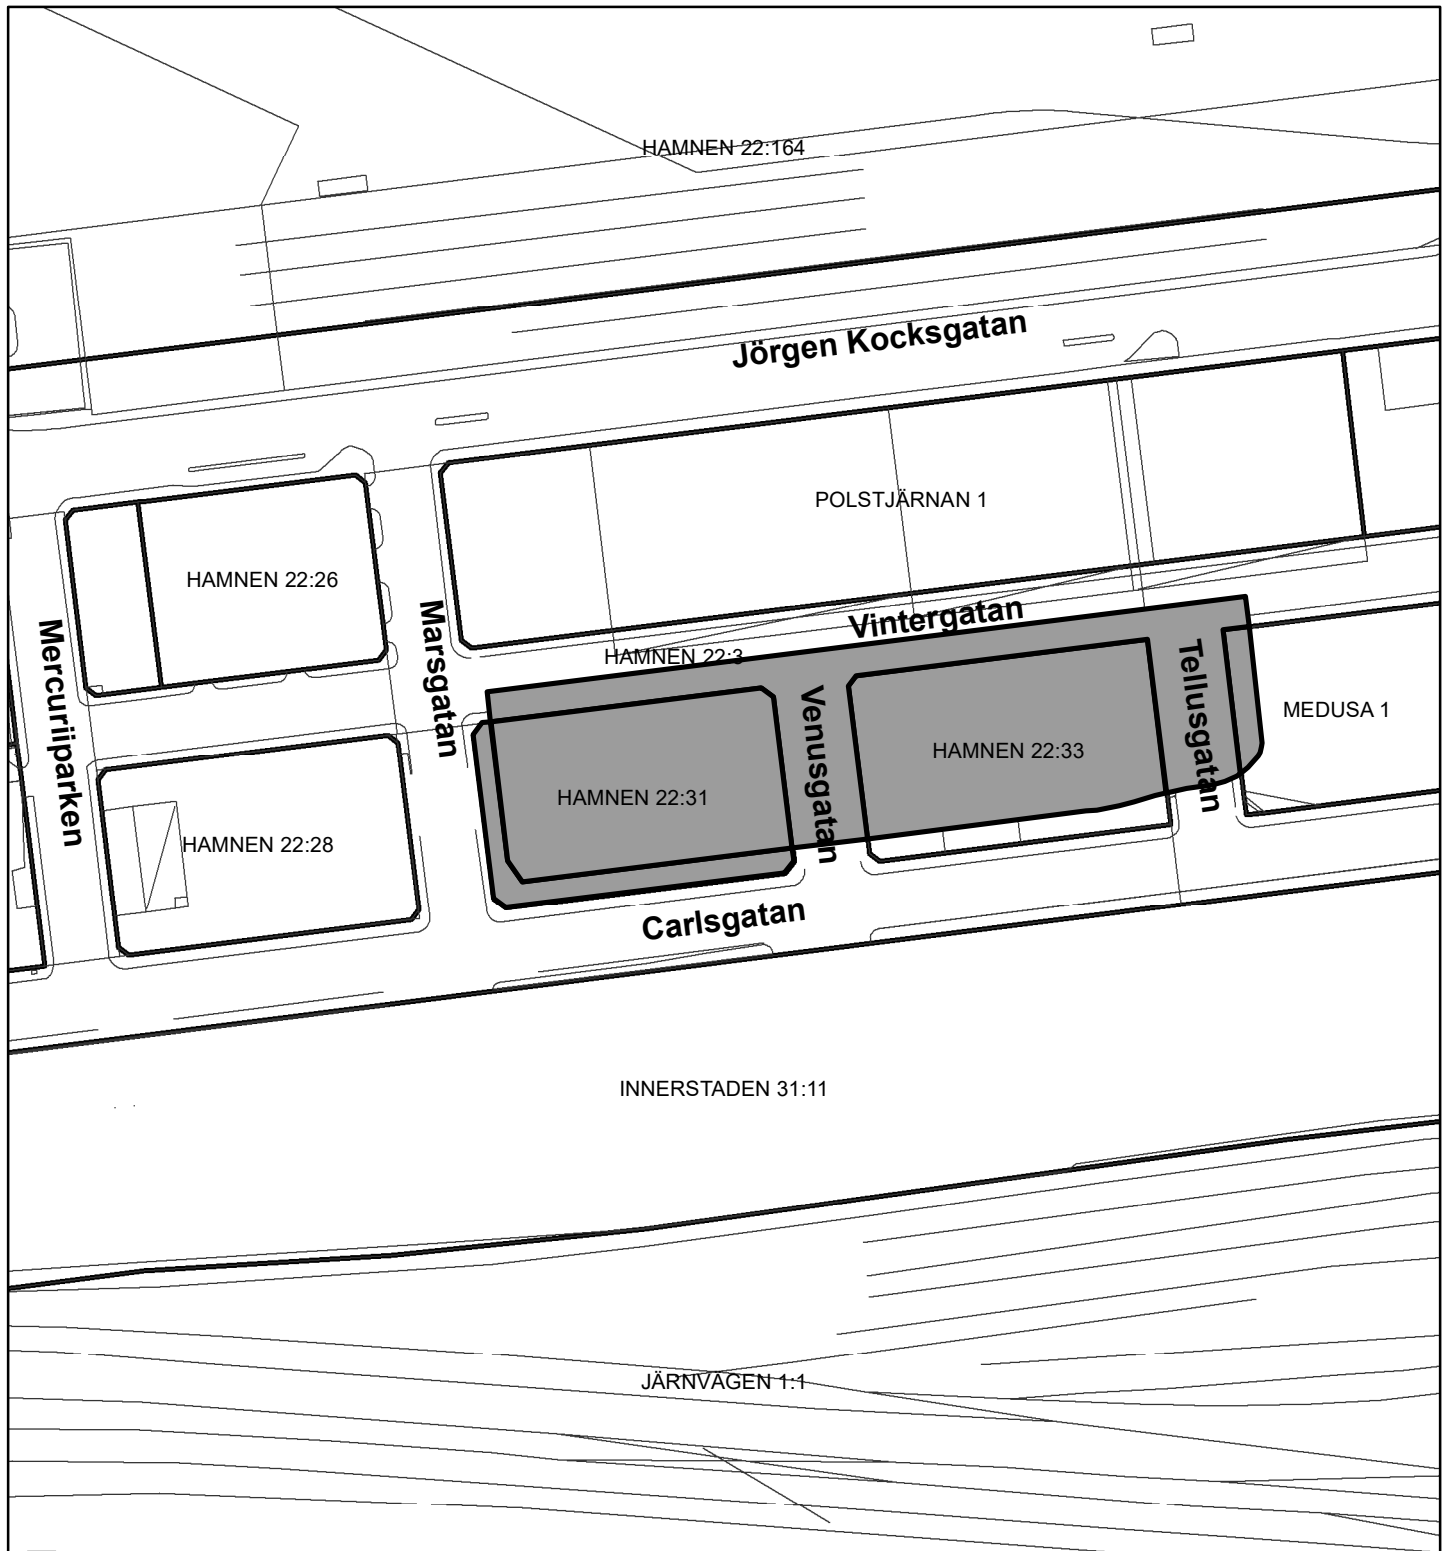 HAMNEN 22:164
Jörgen Kocksgatan
POLSTJÄRNAN 1
HAMNEN 22:26
Mercuriiparken
Marsgatan
Vintergatan
HAMNEN 22:3
Venusgatan
Tellusgatan
MEDUSA 1
HAMNEN 22:33
HAMNEN 22:31
HAMNEN 22:28
Carlsgatan
INNERSTADEN 31:11
JÄRNVÄGEN 1:1